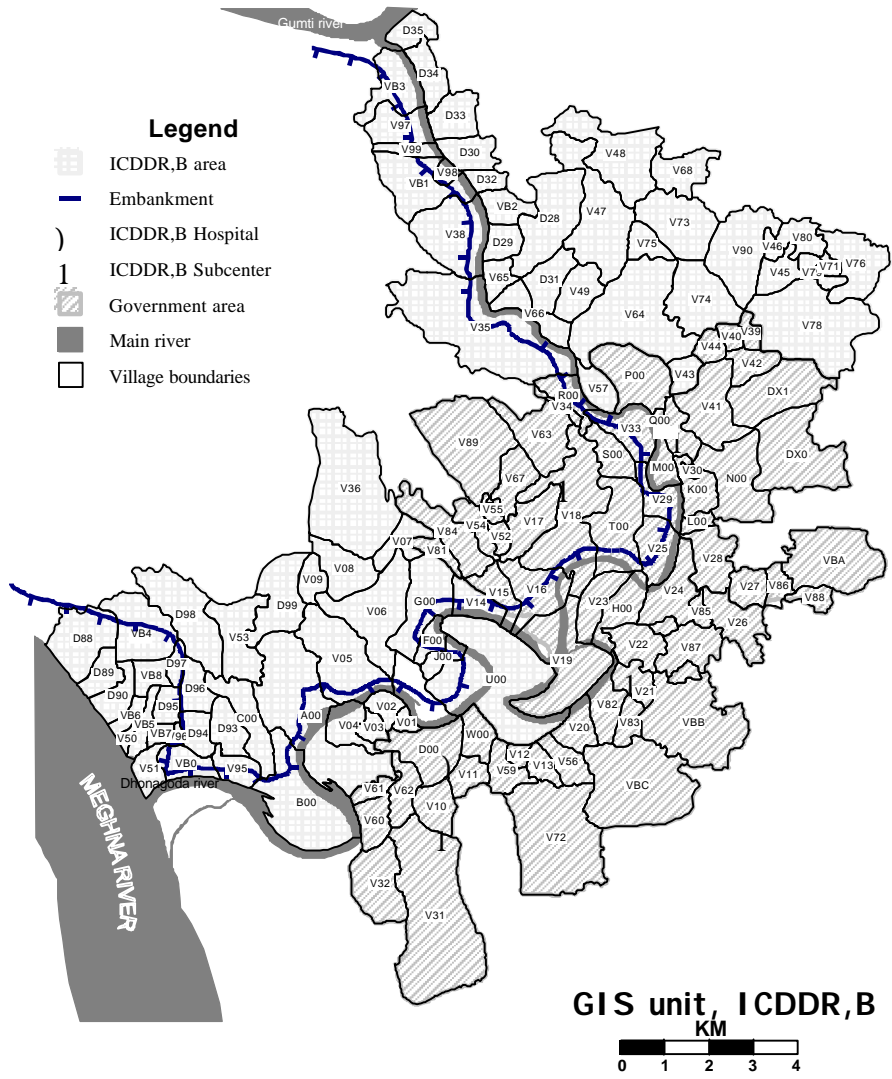 Gumti river
D35
D34
VB3
D33
V97
V99
D30
V98
D32
VB1
VB2
V38
D29
D28
V48
V68
V47
V73
V75
V90
V46
V80
V45
V71
V76
V65
D31
V49
V66
V35
V64
V74
V78
V39
V40
V44
V42
P00
V43
DX1
V57
R00
V34
V41
Legend
ICDDR,B area
Embankment
) ICDDR,B Hospital
1 ICDDR,B Subcenter
Government area
Main river
Village boundaries
V89
V63
V33
Q00
S00
M00
V30
DX0
V67
K00
N00
V36
V55
V29
V54
V17
V18
T00
L00
V84
V52
V07
V81
V25
V28
VBA
V08
V09
V15
V16
V24
V27
V86
V88
V06
G00
V14
V23
H00
V85
V26
D98
D99
D88
VB4
V53
F00
V22
V87
J00
V19
V05
D97
U00
D89
VB8
D96
D90
D95
V21
V82
VBB
VB6
VB5
C00
D93
A00
V02
V01
V04
V03
V20
V83
V50
VB7
D94
D00
W00
V12
V13
V56
V51
VB0
V95
V11
V59
VBC
Dhonagoda river
B00
V61
V62
V10
V60
V72
1
MEGHNA RIVER
V32
V31
GIS unit, ICDDR,B
KM
0 1 2 3 4